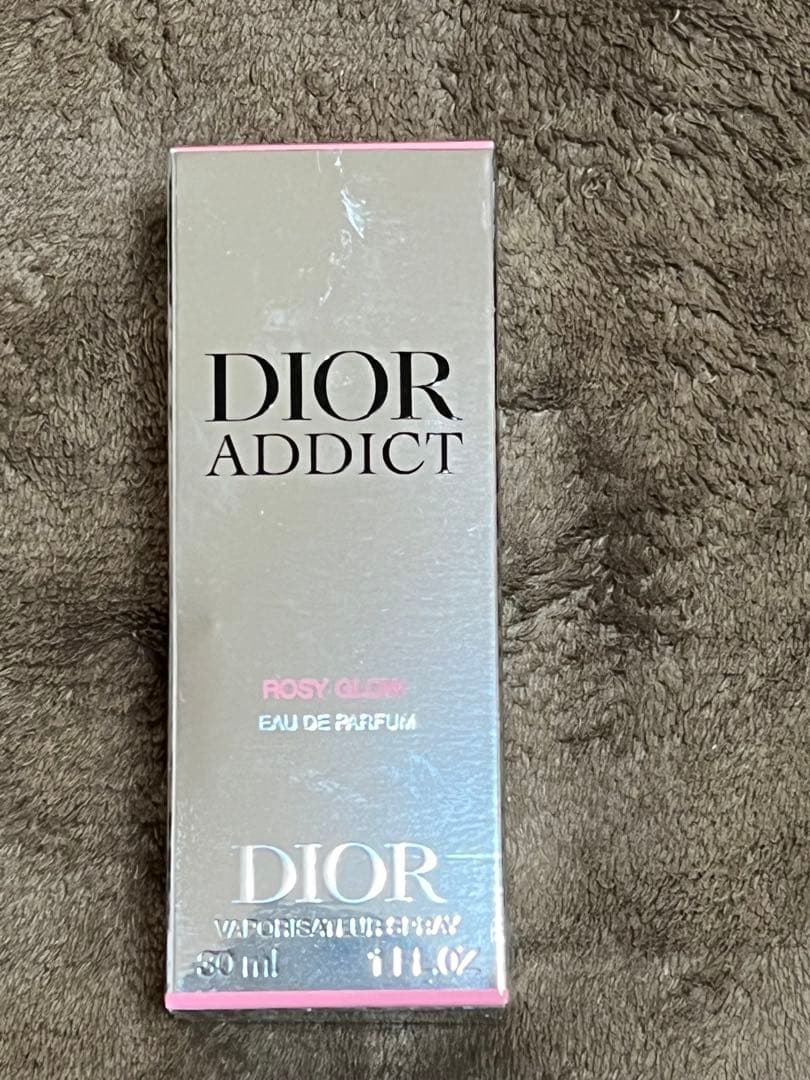 DIOR
ADDICT
ROSY GLOW
EAU DE PARFUM
DIOR
VAPORISATEUR SPRAY
30 ml 1 fl.oz